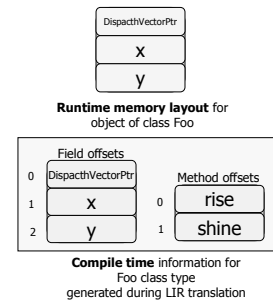 DispacthVectorPtr
x
y
Runtime memory layout for
object of class Foo
Field offsets
0 DispacthVectorPtr
1 x
2 y
Method offsets
0 rise
1 shine
Compile time information for
Foo class type
generated during LIR translation